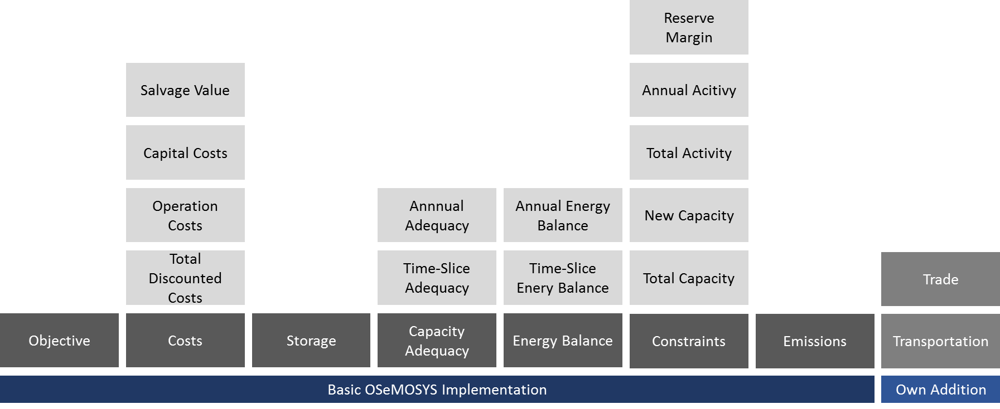 Reserve
Margin
Salvage Value
Annual Acitivy
Capital Costs
Total Activity
Operation
Costs
Annnual
Adequacy
Annual Energy
Balance
New Capacity
Total
Discounted
Costs
Time-Slice
Adequacy
Time-Slice
Enery Balance
Total Capacity
Trade
Objective
Costs
Storage
Capacity
Adequacy
Energy Balance
Constraints
Emissions
Transportation
Basic OSeMOSYS Implementation
Own Addition